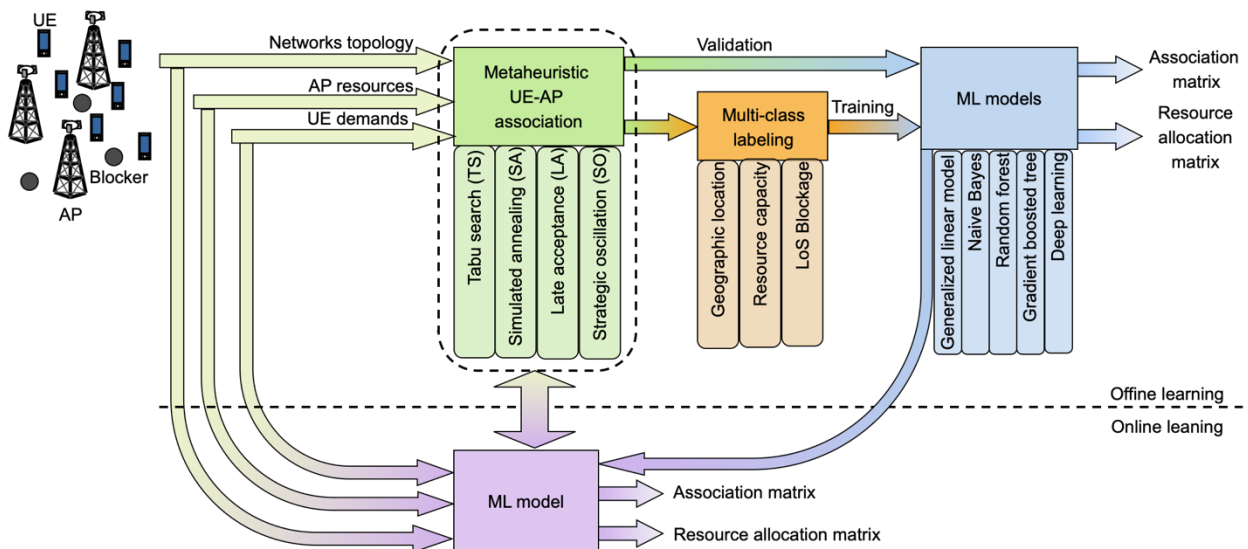 UE
Blocker
AP
Networks topology
AP resources
UE demands
Metaheuristic
UE-AP
association
Tabu search (TS)
Simulated annealing (SA)
Late acceptance (LA)
Strategic oscillation (SO)
Validation
Multi-class
labeling
Geographic location
Resource capacity
LoS Blockage
Training
ML models
Generalized linear model
Naive Bayes
Random forest
Gradient boosted tree
Deep learning
Association
matrix
Resource
allocation
matrix
Offine learning
Online leaning
ML model
Association matrix
Resource allocation matrix